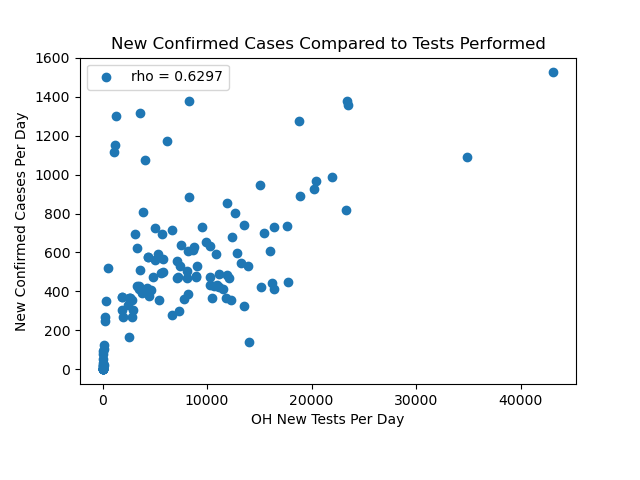 New Confirmed Cases Compared to Tests Performed
rho = 0.6297
1600
1400
1200
1000
800
600
400
200
0
New Confirmed Caeses Per Day
0 10000 20000 30000 40000
OH New Tests Per Day